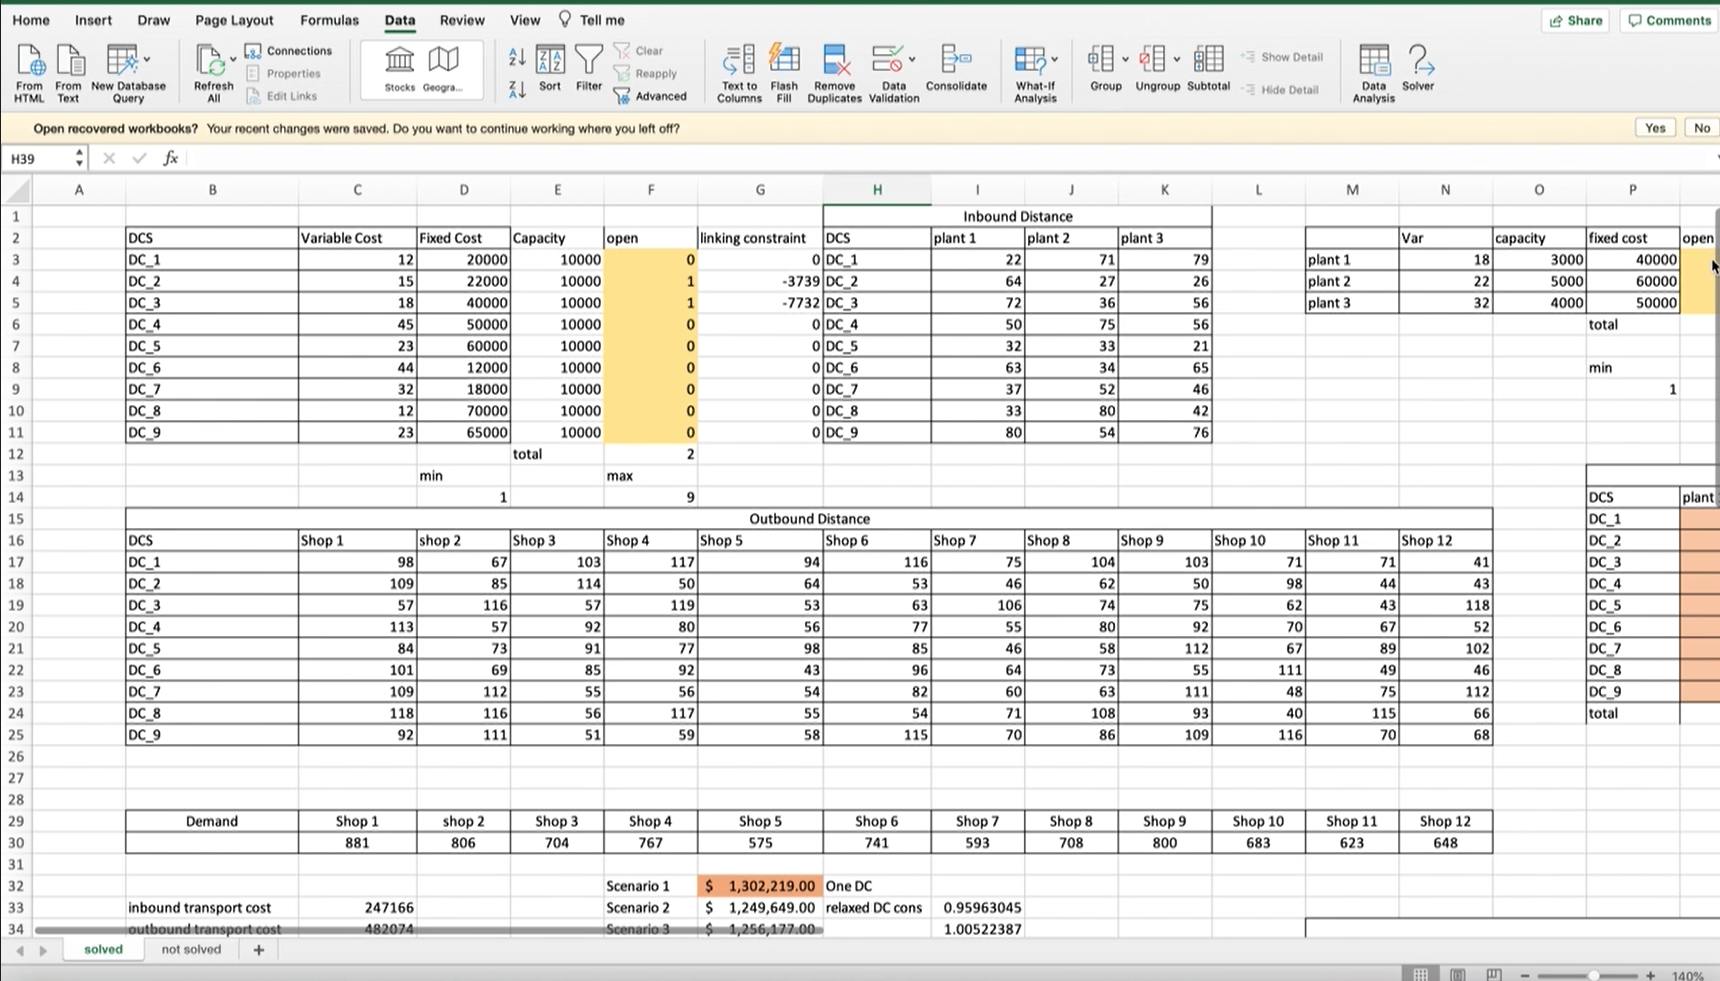 Home Insert Draw Page Layout Formulas Data Review View Tell me Share Comments
From HTML From Text New Database Query Refresh All Connections Properties Edit Links Stocks Geogra... Sort Filter Clear Reapply Advanced Text to Columns Flash Fill Remove Duplicates Data Validation Consolidate What-If Analysis Group Ungroup Subtotal Show Detail Hide Detail Data Analysis Solver
Open recovered workbooks? Your recent changes were saved. Do you want to continue working where you left off? Yes No
H39 fx
A B C D E F G H I J K L M N O P
1 Inbound Distance
2 DCS Variable Cost Fixed Cost Capacity open linking constraint DCS plant 1 plant 2 plant 3 Var capacity fixed cost open
3 DC_1 12 20000 10000 0 0 DC_1 22 71 79 plant 1 18 3000 40000
4 DC_2 15 22000 10000 1 -3739 DC_2 64 27 26 plant 2 22 5000 60000
5 DC_3 18 40000 10000 1 -7732 DC_3 72 36 56 plant 3 32 4000 50000
6 DC_4 45 50000 10000 0 0 DC_4 50 75 56 total
7 DC_5 23 60000 10000 0 0 DC_5 32 33 21
8 DC_6 44 12000 10000 0 0 DC_6 63 34 65 min
9 DC_7 32 18000 10000 0 0 DC_7 37 52 46 1
10 DC_8 12 70000 10000 0 0 DC_8 33 80 42
11 DC_9 23 65000 10000 0 0 DC_9 80 54 76
12 total 2
13 min max
14 1 9 DCS plant
15 Outbound Distance DC_1
16 DCS Shop 1 shop 2 Shop 3 Shop 4 Shop 5 Shop 6 Shop 7 Shop 8 Shop 9 Shop 10 Shop 11 Shop 12 DC_2
17 DC_1 98 67 103 117 94 116 75 104 103 71 71 41 DC_3
18 DC_2 109 85 114 50 64 53 46 62 50 98 44 43 DC_4
19 DC_3 57 116 57 119 53 63 106 74 75 62 43 118 DC_5
20 DC_4 113 57 92 80 56 77 55 80 92 70 67 52 DC_6
21 DC_5 84 73 91 77 98 85 46 58 112 67 89 102 DC_7
22 DC_6 101 69 85 92 43 96 64 73 55 111 49 46 DC_8
23 DC_7 109 112 55 56 54 82 60 63 111 48 75 112 DC_9
24 DC_8 118 116 56 117 55 54 71 108 93 40 115 66 total
25 DC_9 92 111 51 59 58 115 70 86 109 116 70 68
26
27
28
29 Demand Shop 1 shop 2 Shop 3 Shop 4 Shop 5 Shop 6 Shop 7 Shop 8 Shop 9 Shop 10 Shop 11 Shop 12
30 881 806 704 767 575 741 593 708 800 683 623 648
31
32 Scenario 1 $ 1,302,219.00 One DC
33 inbound transport cost 247166 Scenario 2 $ 1,249,649.00 relaxed DC cons 0.95963045
34 outbound transport cost 482074 Scenario 3 $ 1,256,177.00 1.00522387
solved not solved +
140%